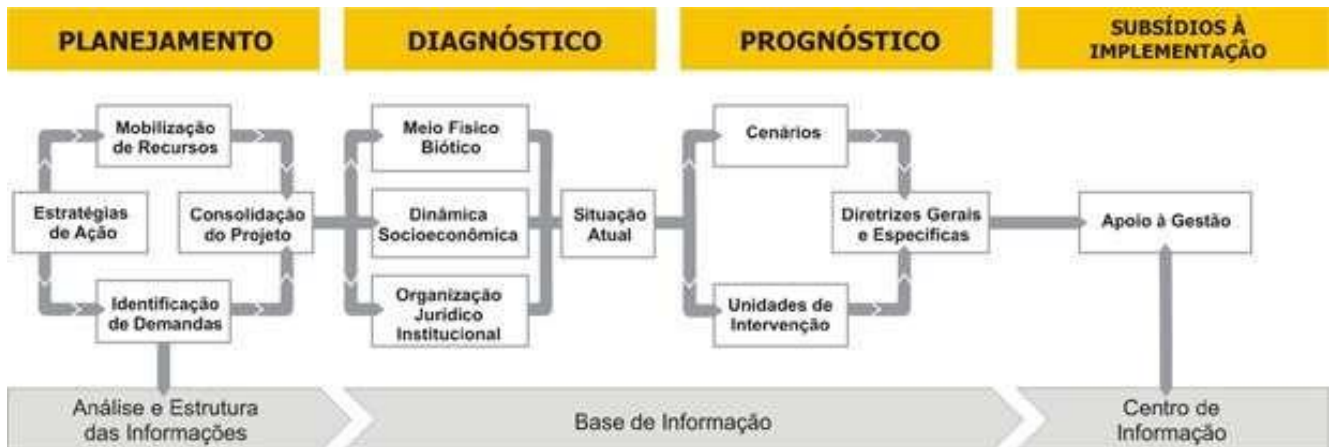 PLANEJAMENTO
DIAGNÓSTICO
PROGNÓSTICO
SUBSÍDIOS À
IMPLEMENTAÇÃO
Mobilização
de Recursos
Estratégias
de Ação
Consolidação
do Projeto
Identificação
de Demandas
Meio Fisico
Biótico
Dinâmica
Socioeconômica
Organização
Jurídico
Institucional
Situação
Atual
Cenários
Unidades de
Intervenção
Diretrizes Gerais
e Especificas
Apoio à Gestão
Análise e Estrutura
das Informações
Base de Informação
Centro de
Informação